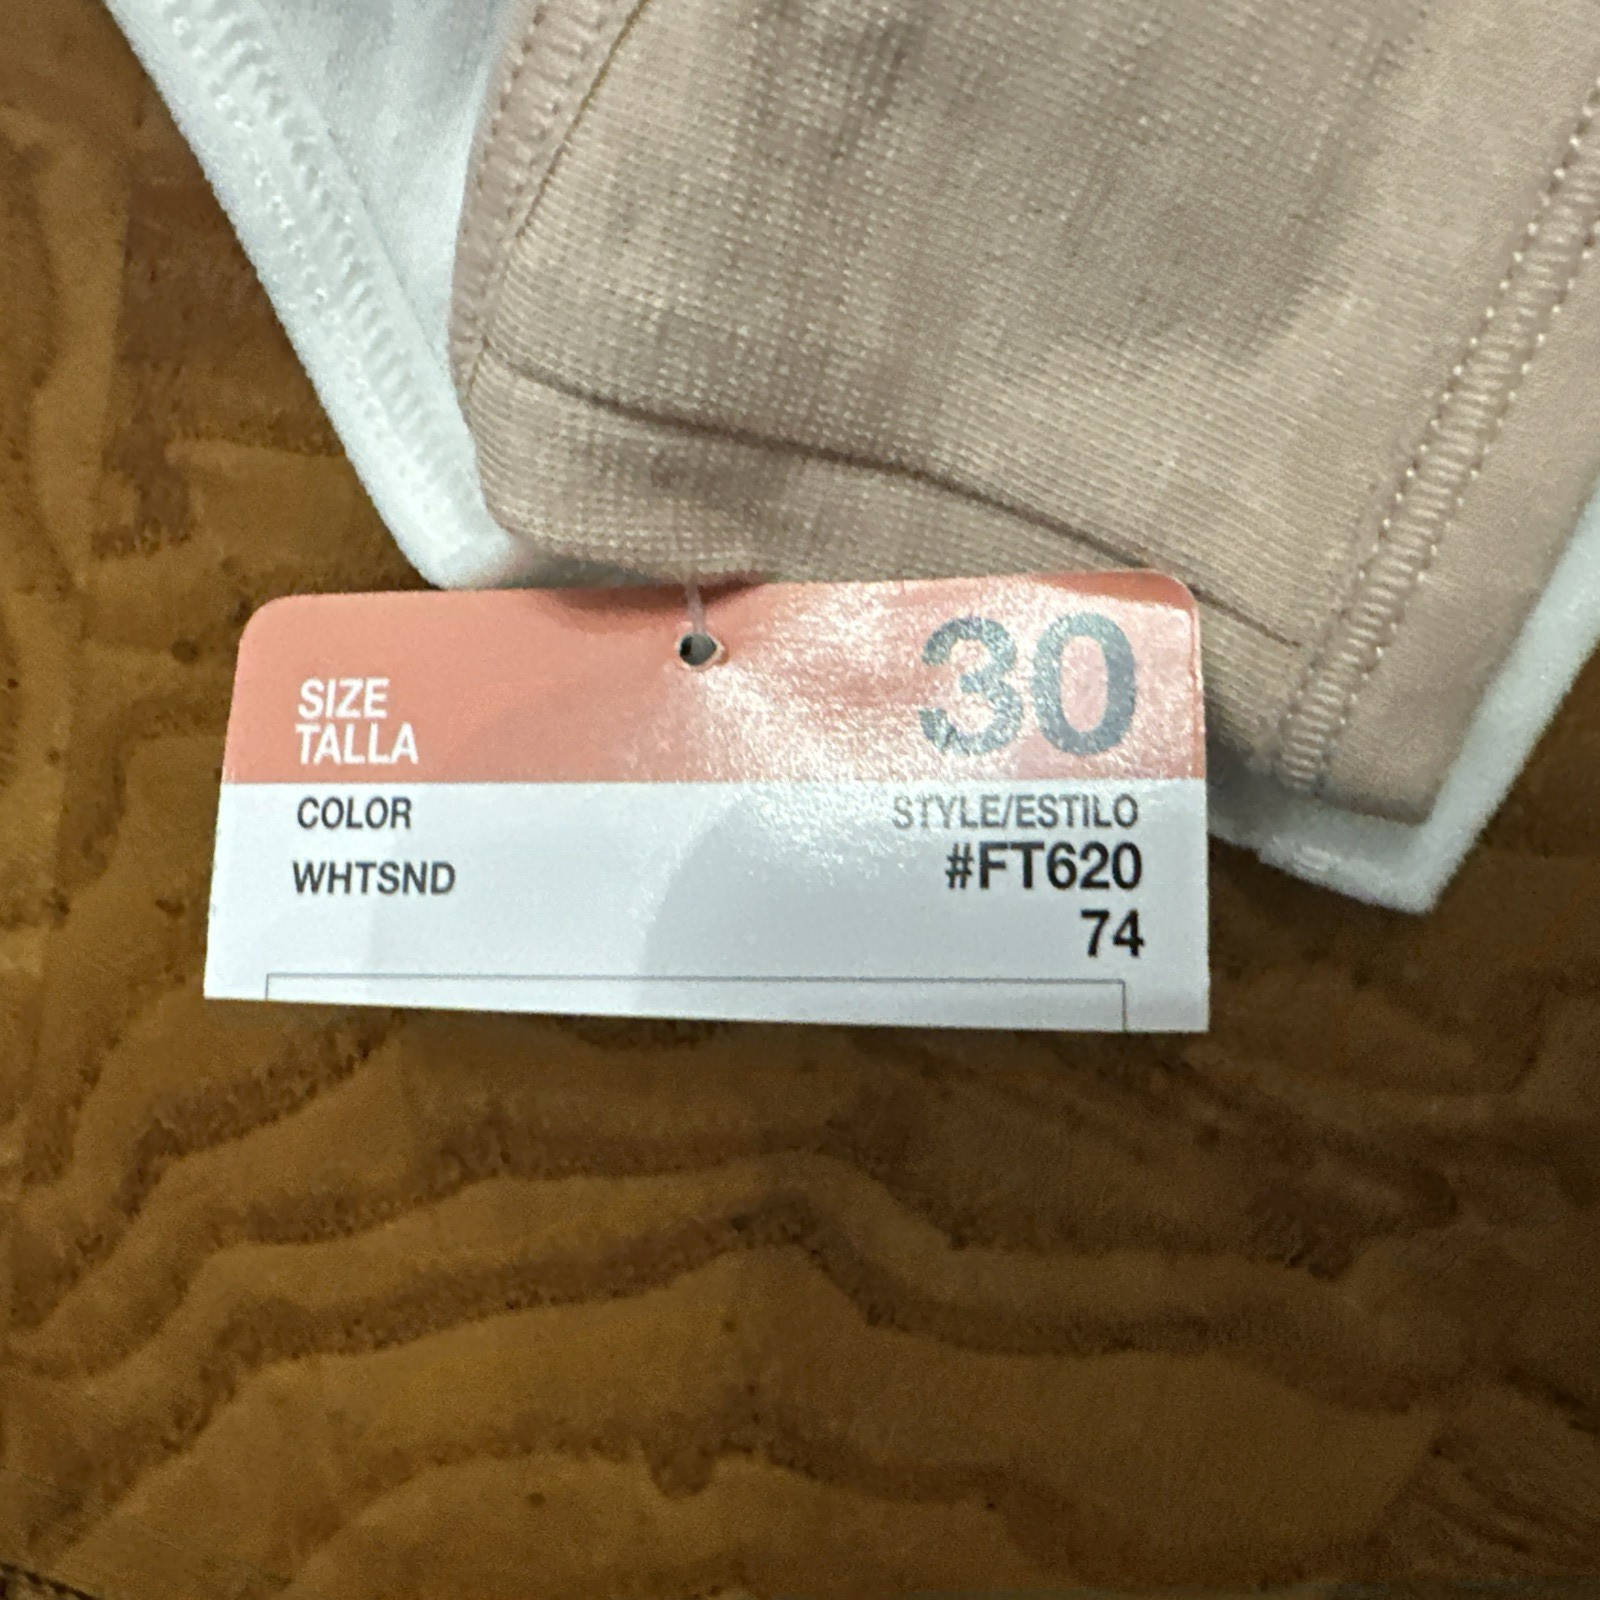 SIZE
TALLA
30
COLOR
WHTSND
STYLE/ESTILO
#FT620
74